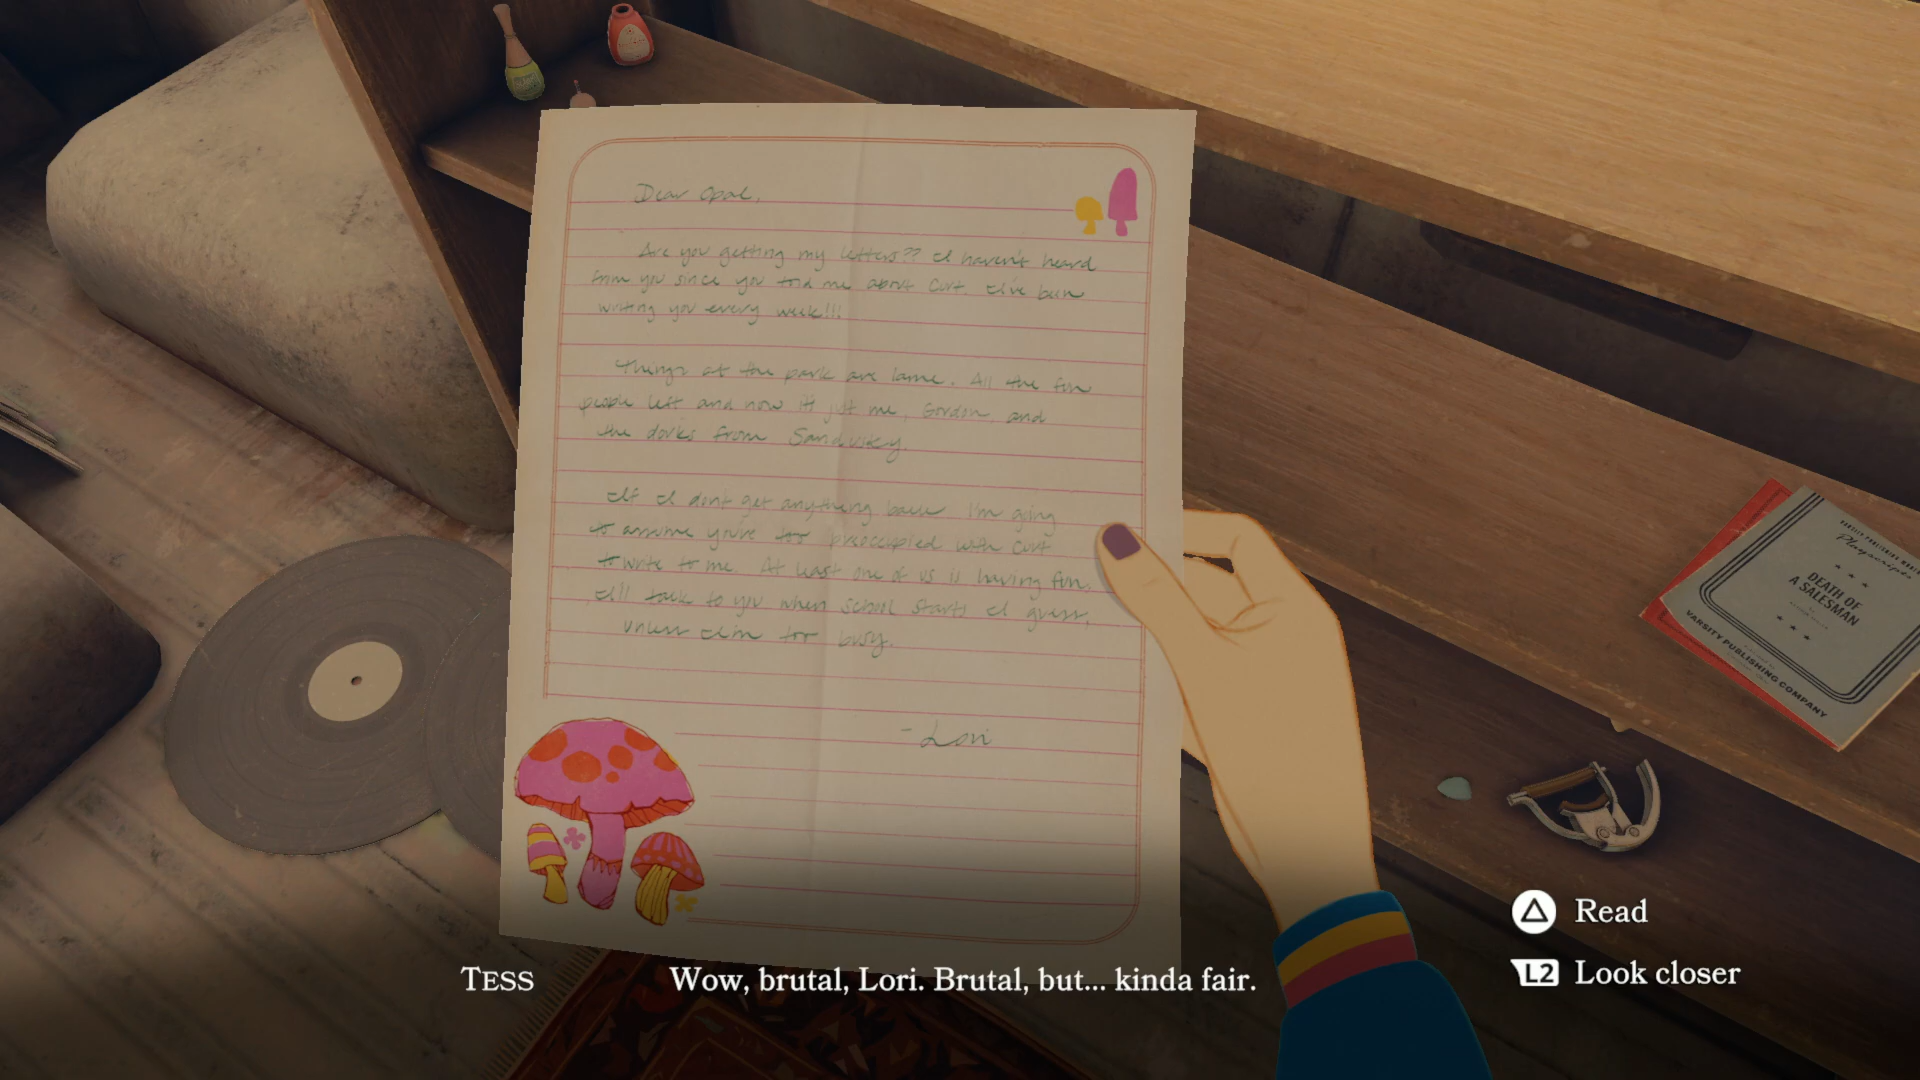 Dear Opal,
Are you getting my letters?? I haven't heard
from you since you told me about Curt. I've been
writing you every week!!!
Things at the park are lame. All the fun
people left and now it's just me, Gordon, and
the dorks from Sandusky.
If I don't get anything back I'm going
to assume you're too preoccupied with Curt
to write to me. At least one of us is having fun.
I'll talk to you when school starts I guess,
unless I'm too busy.
- Lori
Playscripts
DEATH OF
A SALESMAN
VARSITY PUBLISHING COMPANY
Read
L2 Look closer
TESS Wow, brutal, Lori. Brutal, but... kinda fair.